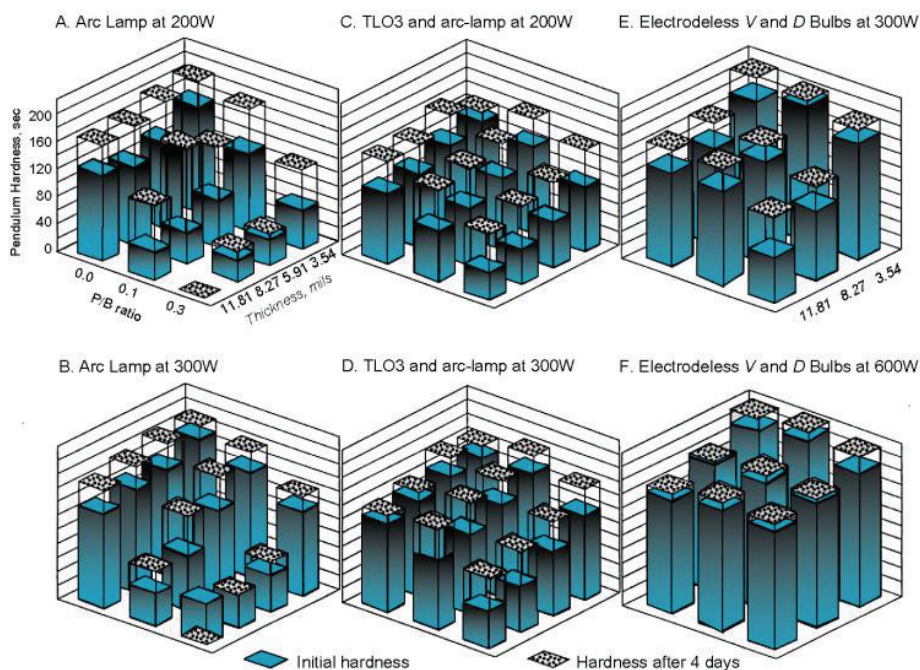 A. Arc Lamp at 200W
C. TLO3 and arc-lamp at 200W
E. Electrodeless V and D Bulbs at 300W
Pendulum Hardness, sec
200
160
120
80
40
0
0.0
0.1
0.3
P/B ratio
11.81 8.27 5.91 3.54
Thickness, mils
11.81 8.27 3.54
B. Arc Lamp at 300W
D. TLO3 and arc-lamp at 300W
F. Electrodeless V and D Bulbs at 600W
Initial hardness
Hardness after 4 days